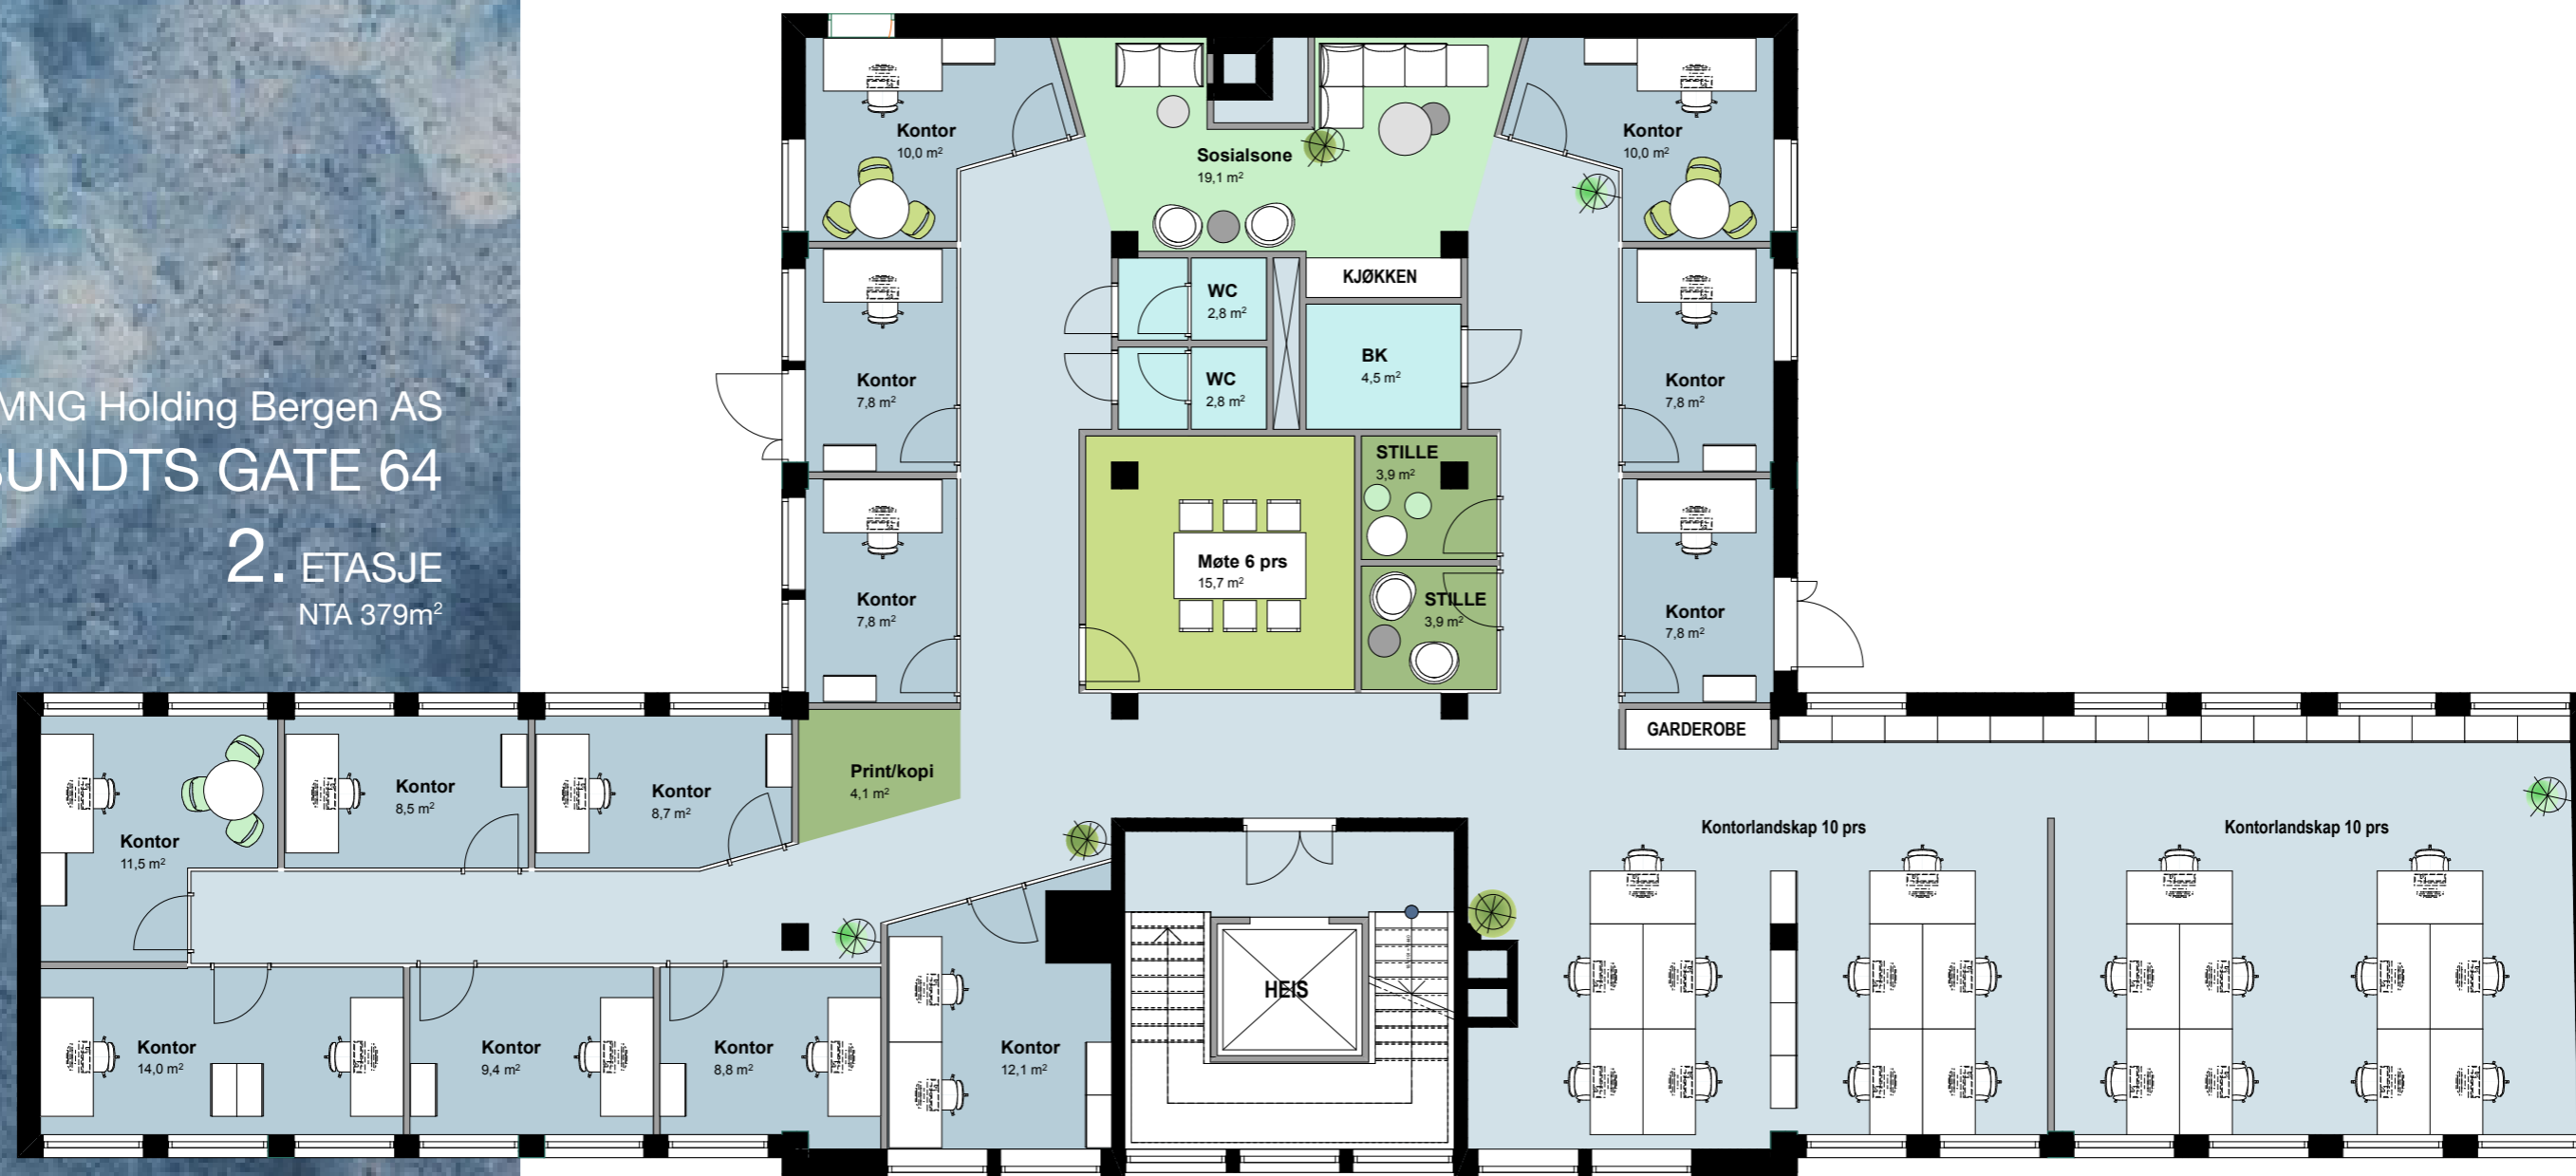 MNG Holding Bergen AS
BUNDTS GATE 64
2. ETASJE
NTA 379m²
Kontor
10,0 m²
Sosialsone
19,1 m²
Kontor
10,0 m²
KJØKKEN
WC
2,8 m²
BK
4,5 m²
WC
2,8 m²
Kontor
7,8 m²
Kontor
7,8 m²
STILLE
3,9 m²
Møte 6 prs
15,7 m²
STILLE
3,9 m²
Kontor
7,8 m²
Kontor
7,8 m²
GARDEROBE
Print/kopi
4,1 m²
Kontor
11,5 m²
Kontor
8,5 m²
Kontor
8,7 m²
Kontorlandskap 10 prs
Kontorlandskap 10 prs
HEIS
Kontor
14,0 m²
Kontor
9,4 m²
Kontor
8,8 m²
Kontor
12,1 m²